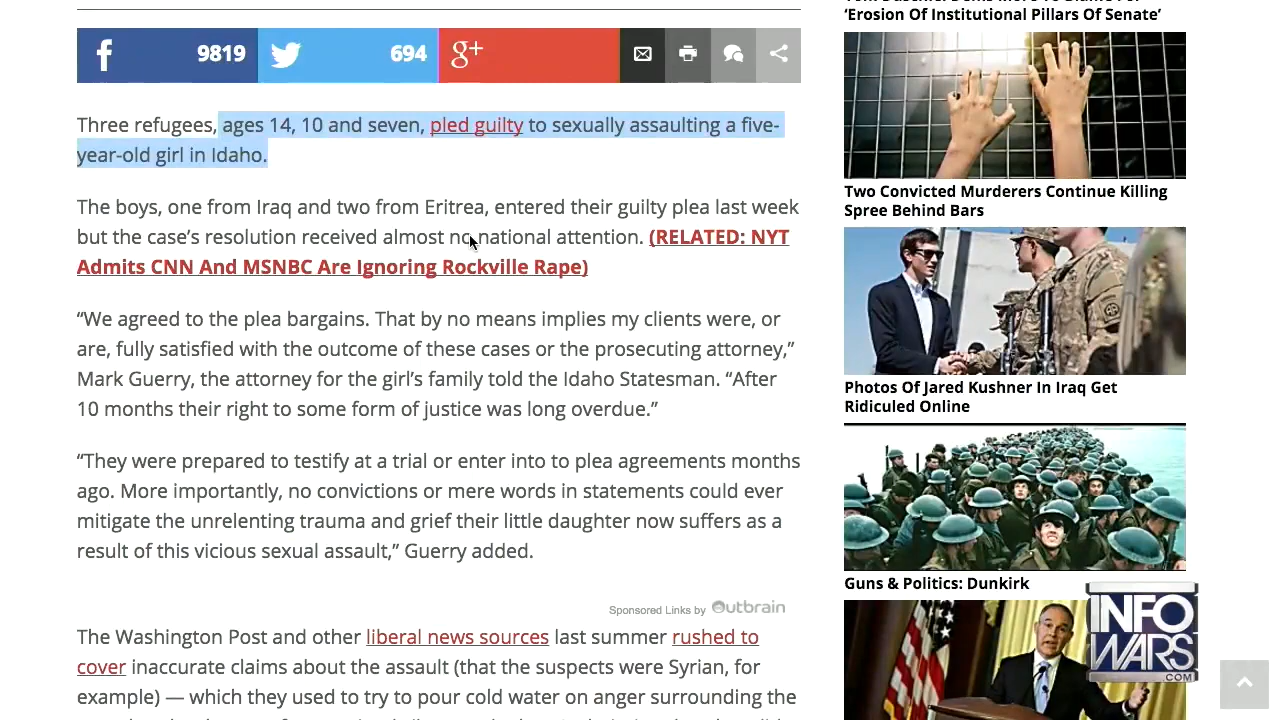 ‘Erosion Of Institutional Pillars Of Senate’
9819
694
g+
Three refugees, ages 14, 10 and seven, pled guilty to sexually assaulting a five-
year-old girl in Idaho.
The boys, one from Iraq and two from Eritrea, entered their guilty plea last week
but the case’s resolution received almost no national attention. (RELATED: NYT
Admits CNN And MSNBC Are Ignoring Rockville Rape)
“We agreed to the plea bargains. That by no means implies my clients were, or
are, fully satisfied with the outcome of these cases or the prosecuting attorney,”
Mark Guerry, the attorney for the girl’s family told the Idaho Statesman. “After
10 months their right to some form of justice was long overdue.”
“They were prepared to testify at a trial or enter into to plea agreements months
ago. More importantly, no convictions or mere words in statements could ever
mitigate the unrelenting trauma and grief their little daughter now suffers as a
result of this vicious sexual assault,” Guerry added.
Sponsored Links by Outbrain
The Washington Post and other liberal news sources last summer rushed to
cover inaccurate claims about the assault (that the suspects were Syrian, for
example) — which they used to try to pour cold water on anger surrounding the
Two Convicted Murderers Continue Killing
Spree Behind Bars
Photos Of Jared Kushner In Iraq Get
Ridiculed Online
Guns & Politics: Dunkirk
INFO
WARS
.COM